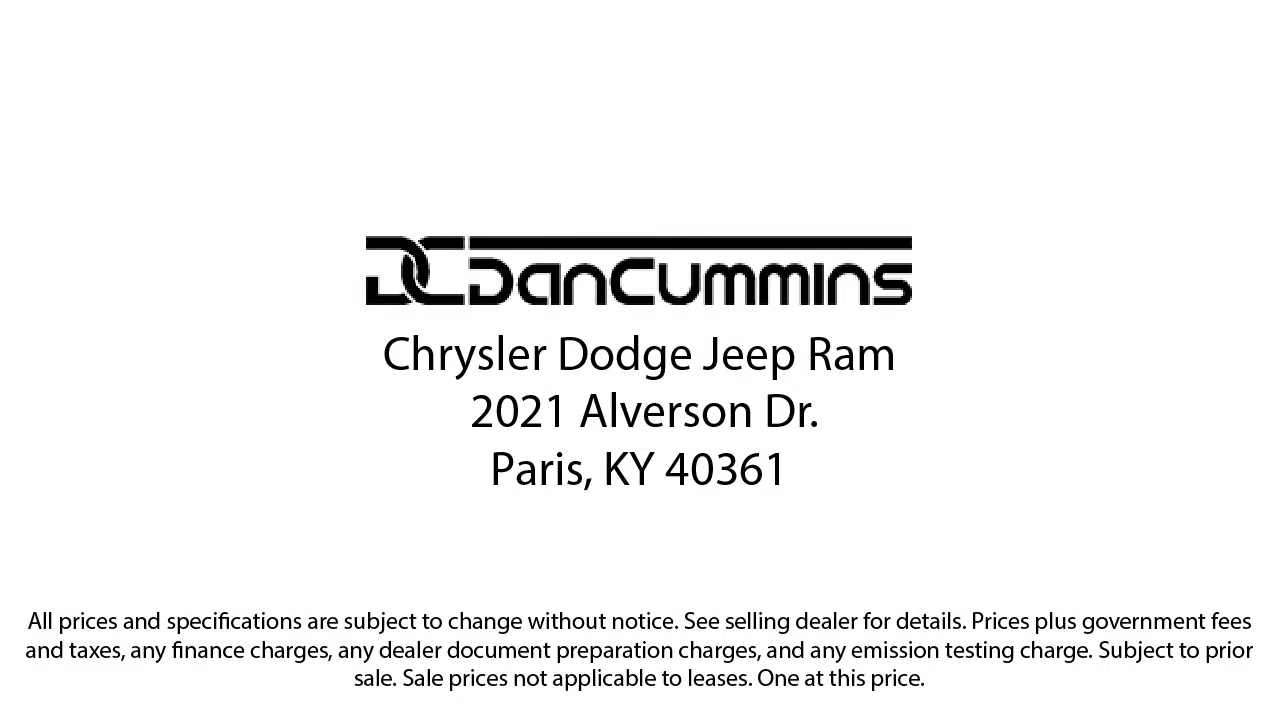 DC DanCummins
Chrysler Dodge Jeep Ram
2021 Alverson Dr.
Paris, KY 40361
All prices and specifications are subject to change without notice. See selling dealer for details. Prices plus government fees
and taxes, any finance charges, any dealer document preparation charges, and any emission testing charge. Subject to prior
sale. Sale prices not applicable to leases. One at this price.